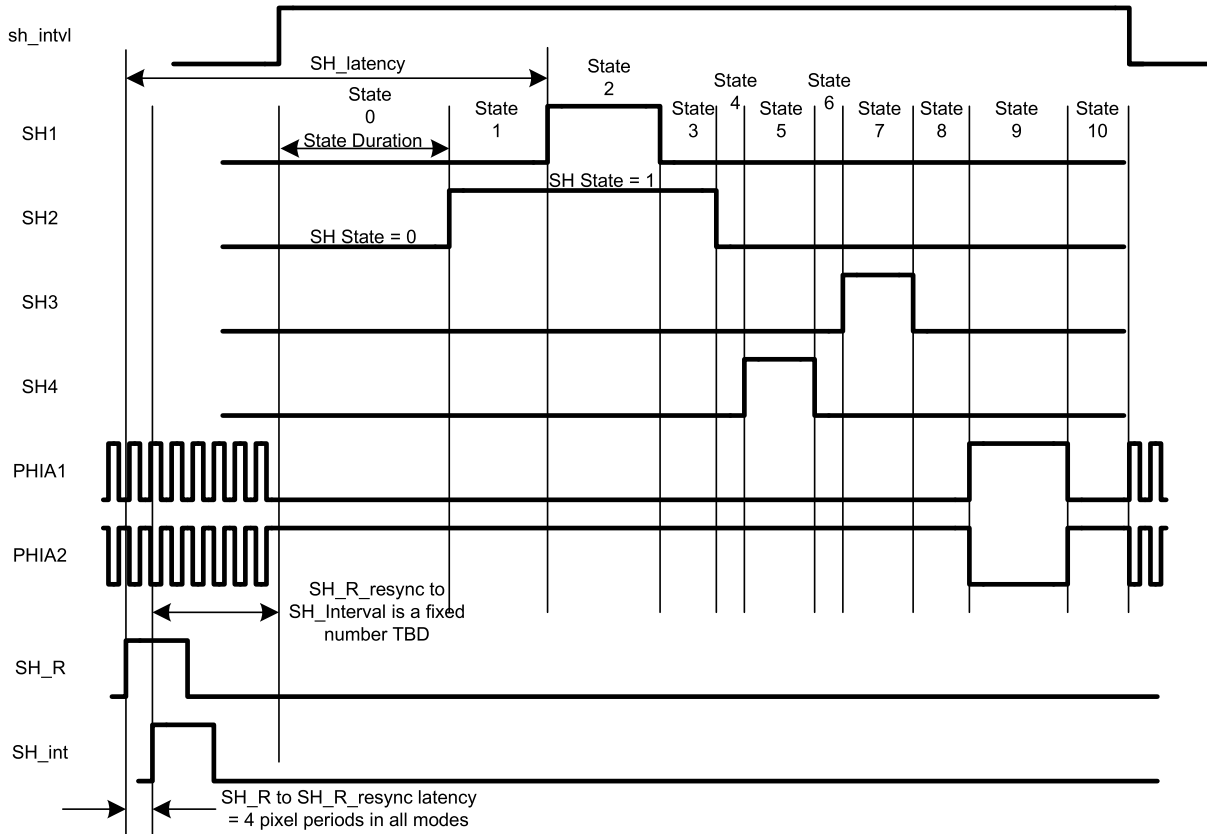 sh_intvl
SH_latency
State
0
State
1
State
2
State
3
State
4
State
5
State
6
State
7
State
8
State
9
State
10
SH1
State Duration
SH State = 1
SH2
SH State = 0
SH3
SH4
PHIA1
PHIA2
SH_R_resync to
SH_Interval is a fixed
number TBD
SH_R
SH_int
SH_R to SH_R_resync latency
= 4 pixel periods in all modes